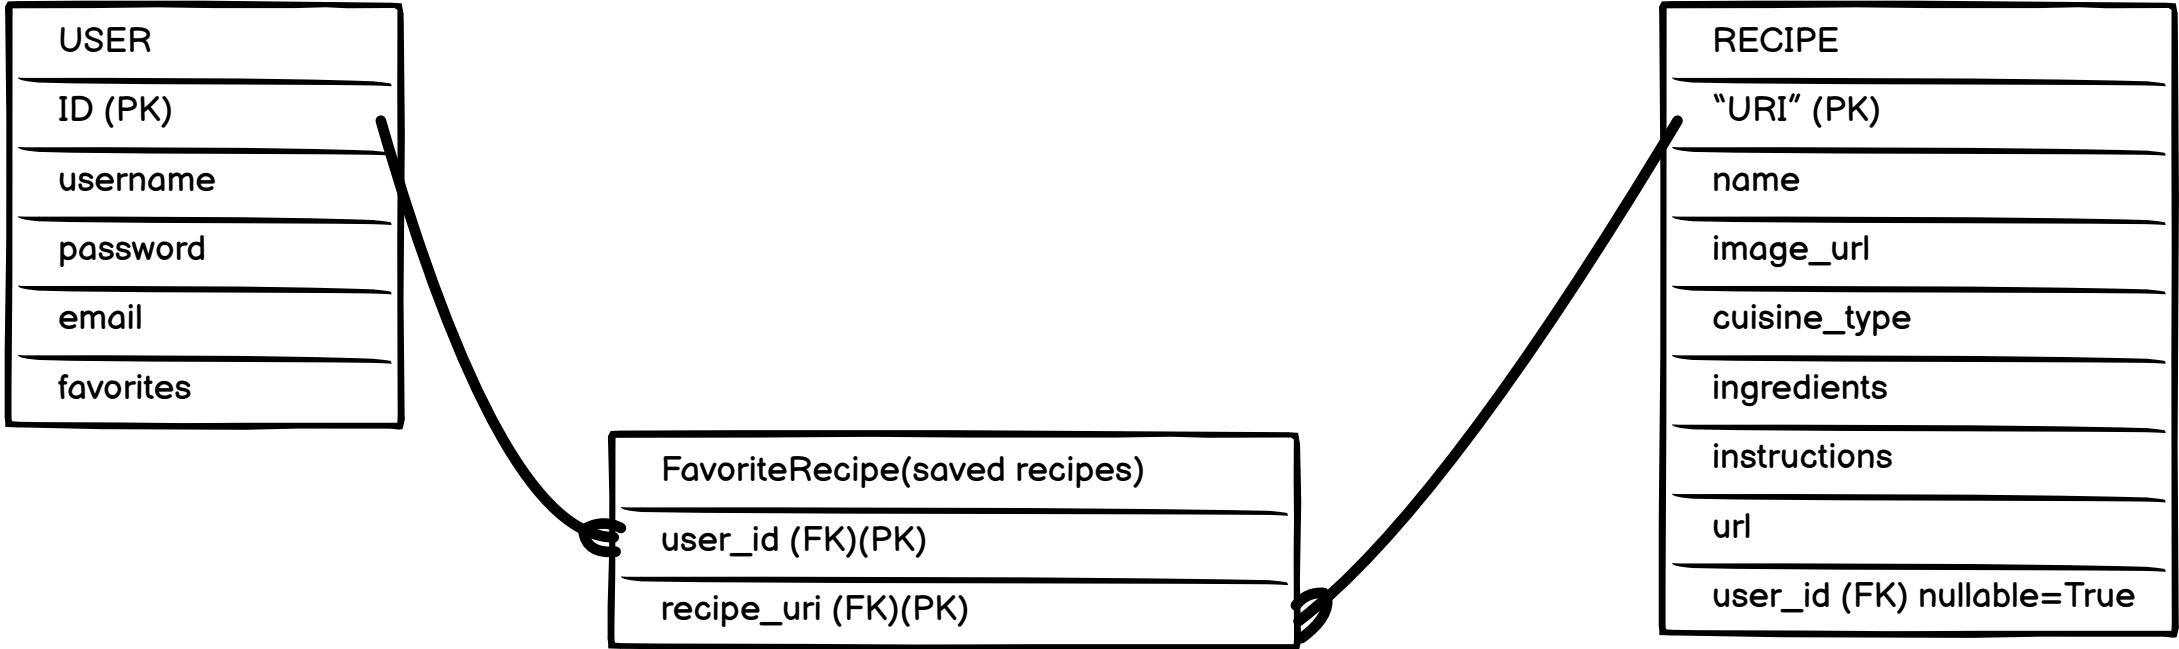 USER
ID (PK)
username
password
email
favorites
FavoriteRecipe(saved recipes)
user_id (FK)(PK)
recipe_uri (FK)(PK)
RECIPE
“URI” (PK)
name
image_url
cuisine_type
ingredients
instructions
url
user_id (FK) nullable=True